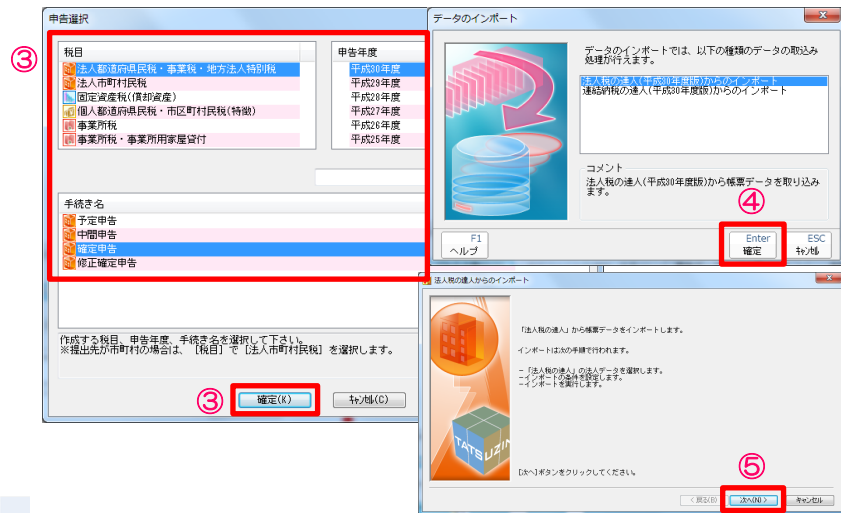 申告選択
③
税目
法人都道府県民税・事業税・地方法人特別税
法人市町村民税
固定資産税(償却資産)
個人都道府県民税・市区町村民税(特徴)
事業所税
事業所税・事業所用家屋貸付
申告年度
平成30年度
平成29年度
平成28年度
平成27年度
平成26年度
平成25年度
手続き名
予定申告
中間申告
確定申告
修正確定申告
作成する税目、申告年度、手続き名を選択して下さい。
※提出先が市町村の場合は、［税目］で［法人市町村民税］を選択します。
③
確定(K)
ｷｬﾝｾﾙ(C)
データのインポート
データのインポートでは、以下の種類のデータの取込み
処理が行えます。
法人税の達人(平成30年度版)からのインポート
連結納税の達人(平成30年度版)からのインポート
コメント
法人税の達人(平成30年度版)から帳票データを取り込み
ます。
④
F1
ヘルプ
Enter
確定
ESC
ｷｬﾝｾﾙ
法人税の達人からのインポート
「法人税の達人」から帳票データをインポートします。
インポートは次の手順で行われます。
－「法人税の達人」の法人データを選択します。
－インポートの条件を設定します。
－インポートを実行します。
TATSUZIN
[次へ]ボタンをクリックしてください。
⑤
< 戻る(B)
次へ(N) >
キャンセル